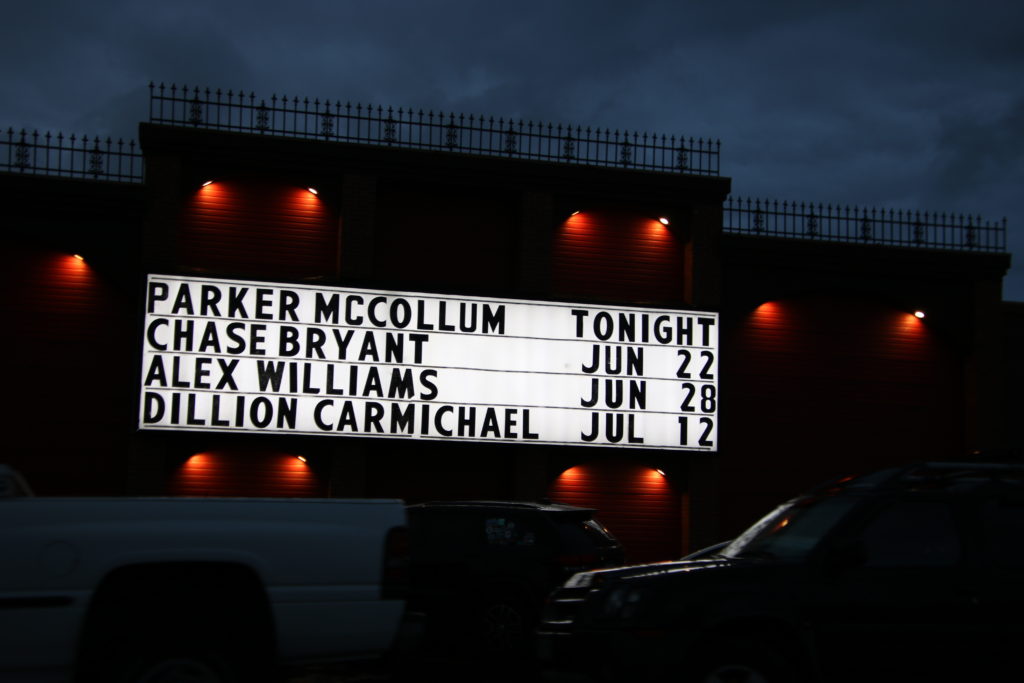 PARKER MCCOLLUM TONIGHT
CHASE BRYANT JUN 22
ALEX WILLIAMS JUN 28
DILLION CARMICHAEL JUL 12